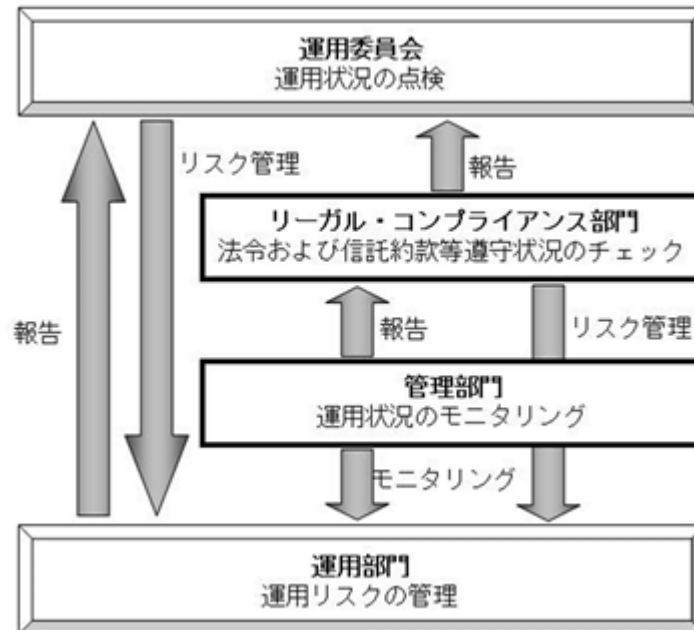 運用委員会
運用状況の点検
リスク管理
報告
リーガル・コンプライアンス部門
法令および信託約款等遵守状況のチェック
報告
報告
リスク管理
管理部門
運用状況のモニタリング
モニタリング
運用部門
運用リスクの管理